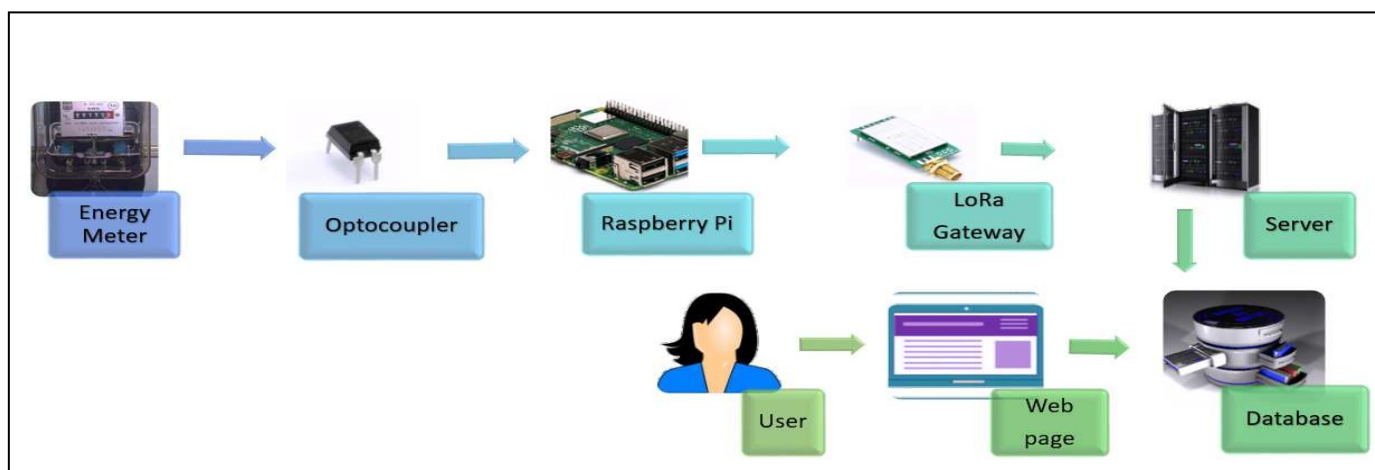 Energy
Meter
Optocoupler
Raspberry Pi
LoRa
Gateway
Server
User
Web
page
Database